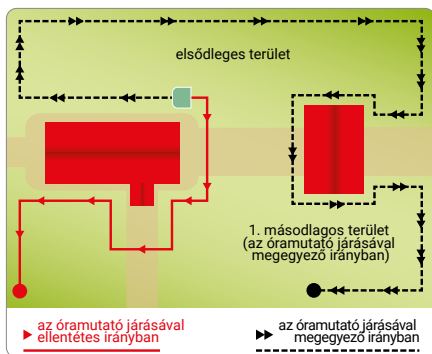 elsődleges terület
1. másodlagos terület
(az óramutató járásával
megegyező irányban)
az óramutató járásával
ellentétes irányban
az óramutató járásával
megegyező irányban